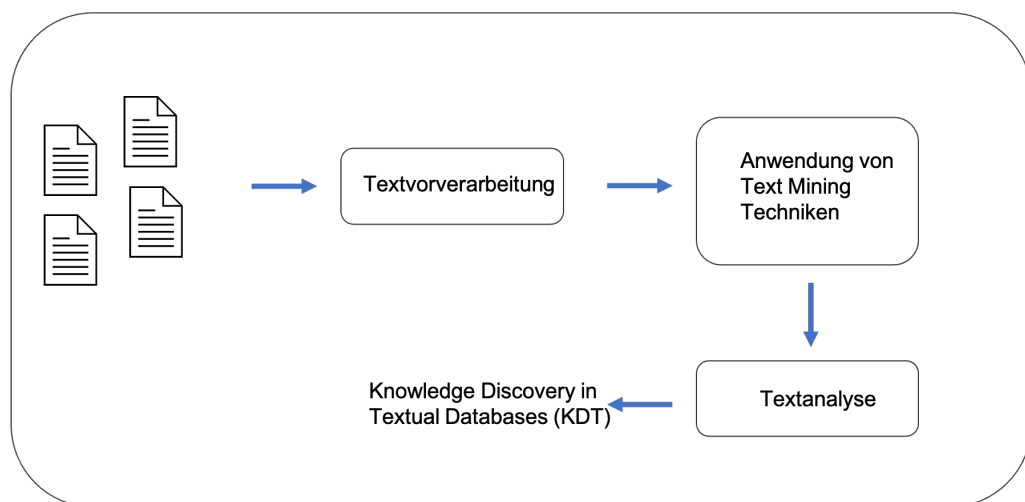 Textvorverarbeitung
Anwendung von
Text Mining
Techniken
Textanalyse
Knowledge Discovery in
Textual Databases (KDT)